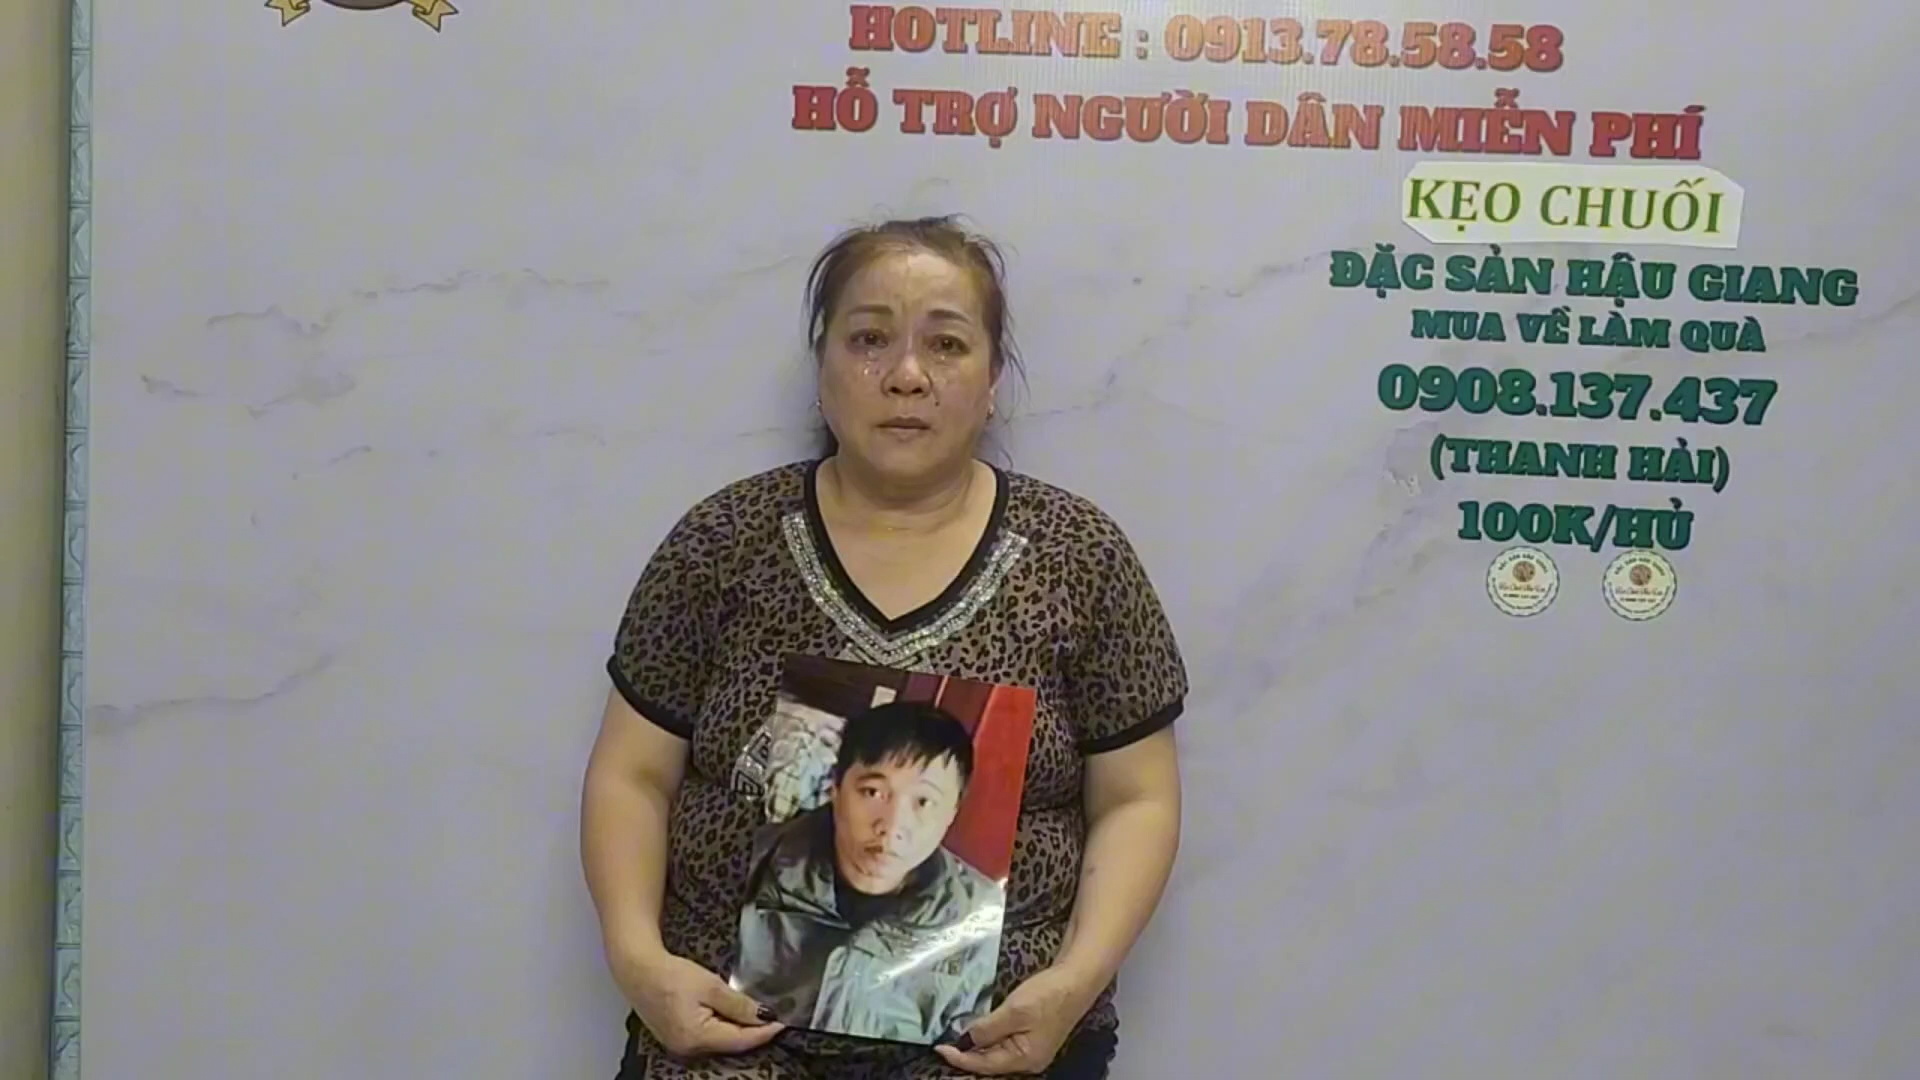 HOTLINE : 0913.78.58.58
HỖ TRỢ NGƯỜI DÂN MIỄN PHÍ
KẸO CHUỐI
ĐẶC SẢN HẬU GIANG
MUA VỀ LÀM QUÀ
0908.137.437
(THANH HẢI)
100K/HỦ